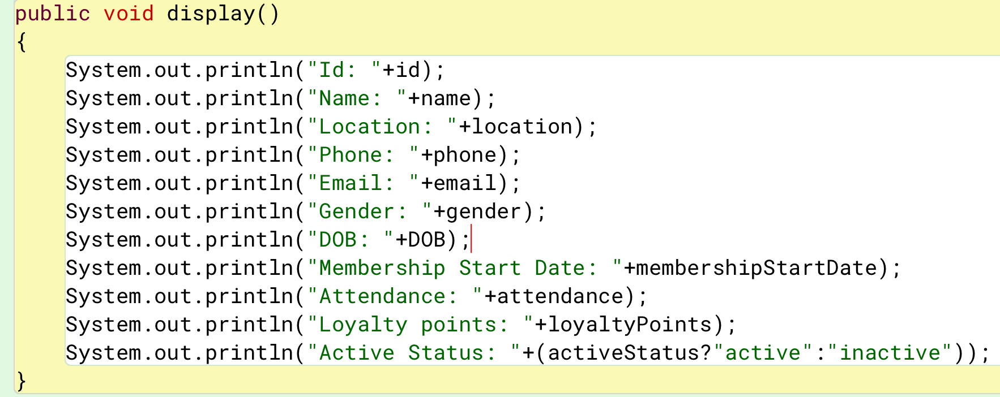 public void display()
{
System.out.println("Id: "+id);
System.out.println("Name: "+name);
System.out.println("Location: "+location);
System.out.println("Phone: "+phone);
System.out.println("Email: "+email);
System.out.println("Gender: "+gender);
System.out.println("DOB: "+DOB);
System.out.println("Membership Start Date: "+membershipStartDate);
System.out.println("Attendance: "+attendance);
System.out.println("Loyalty points: "+loyaltyPoints);
System.out.println("Active Status: "+(activeStatus?"active":"inactive"));
}